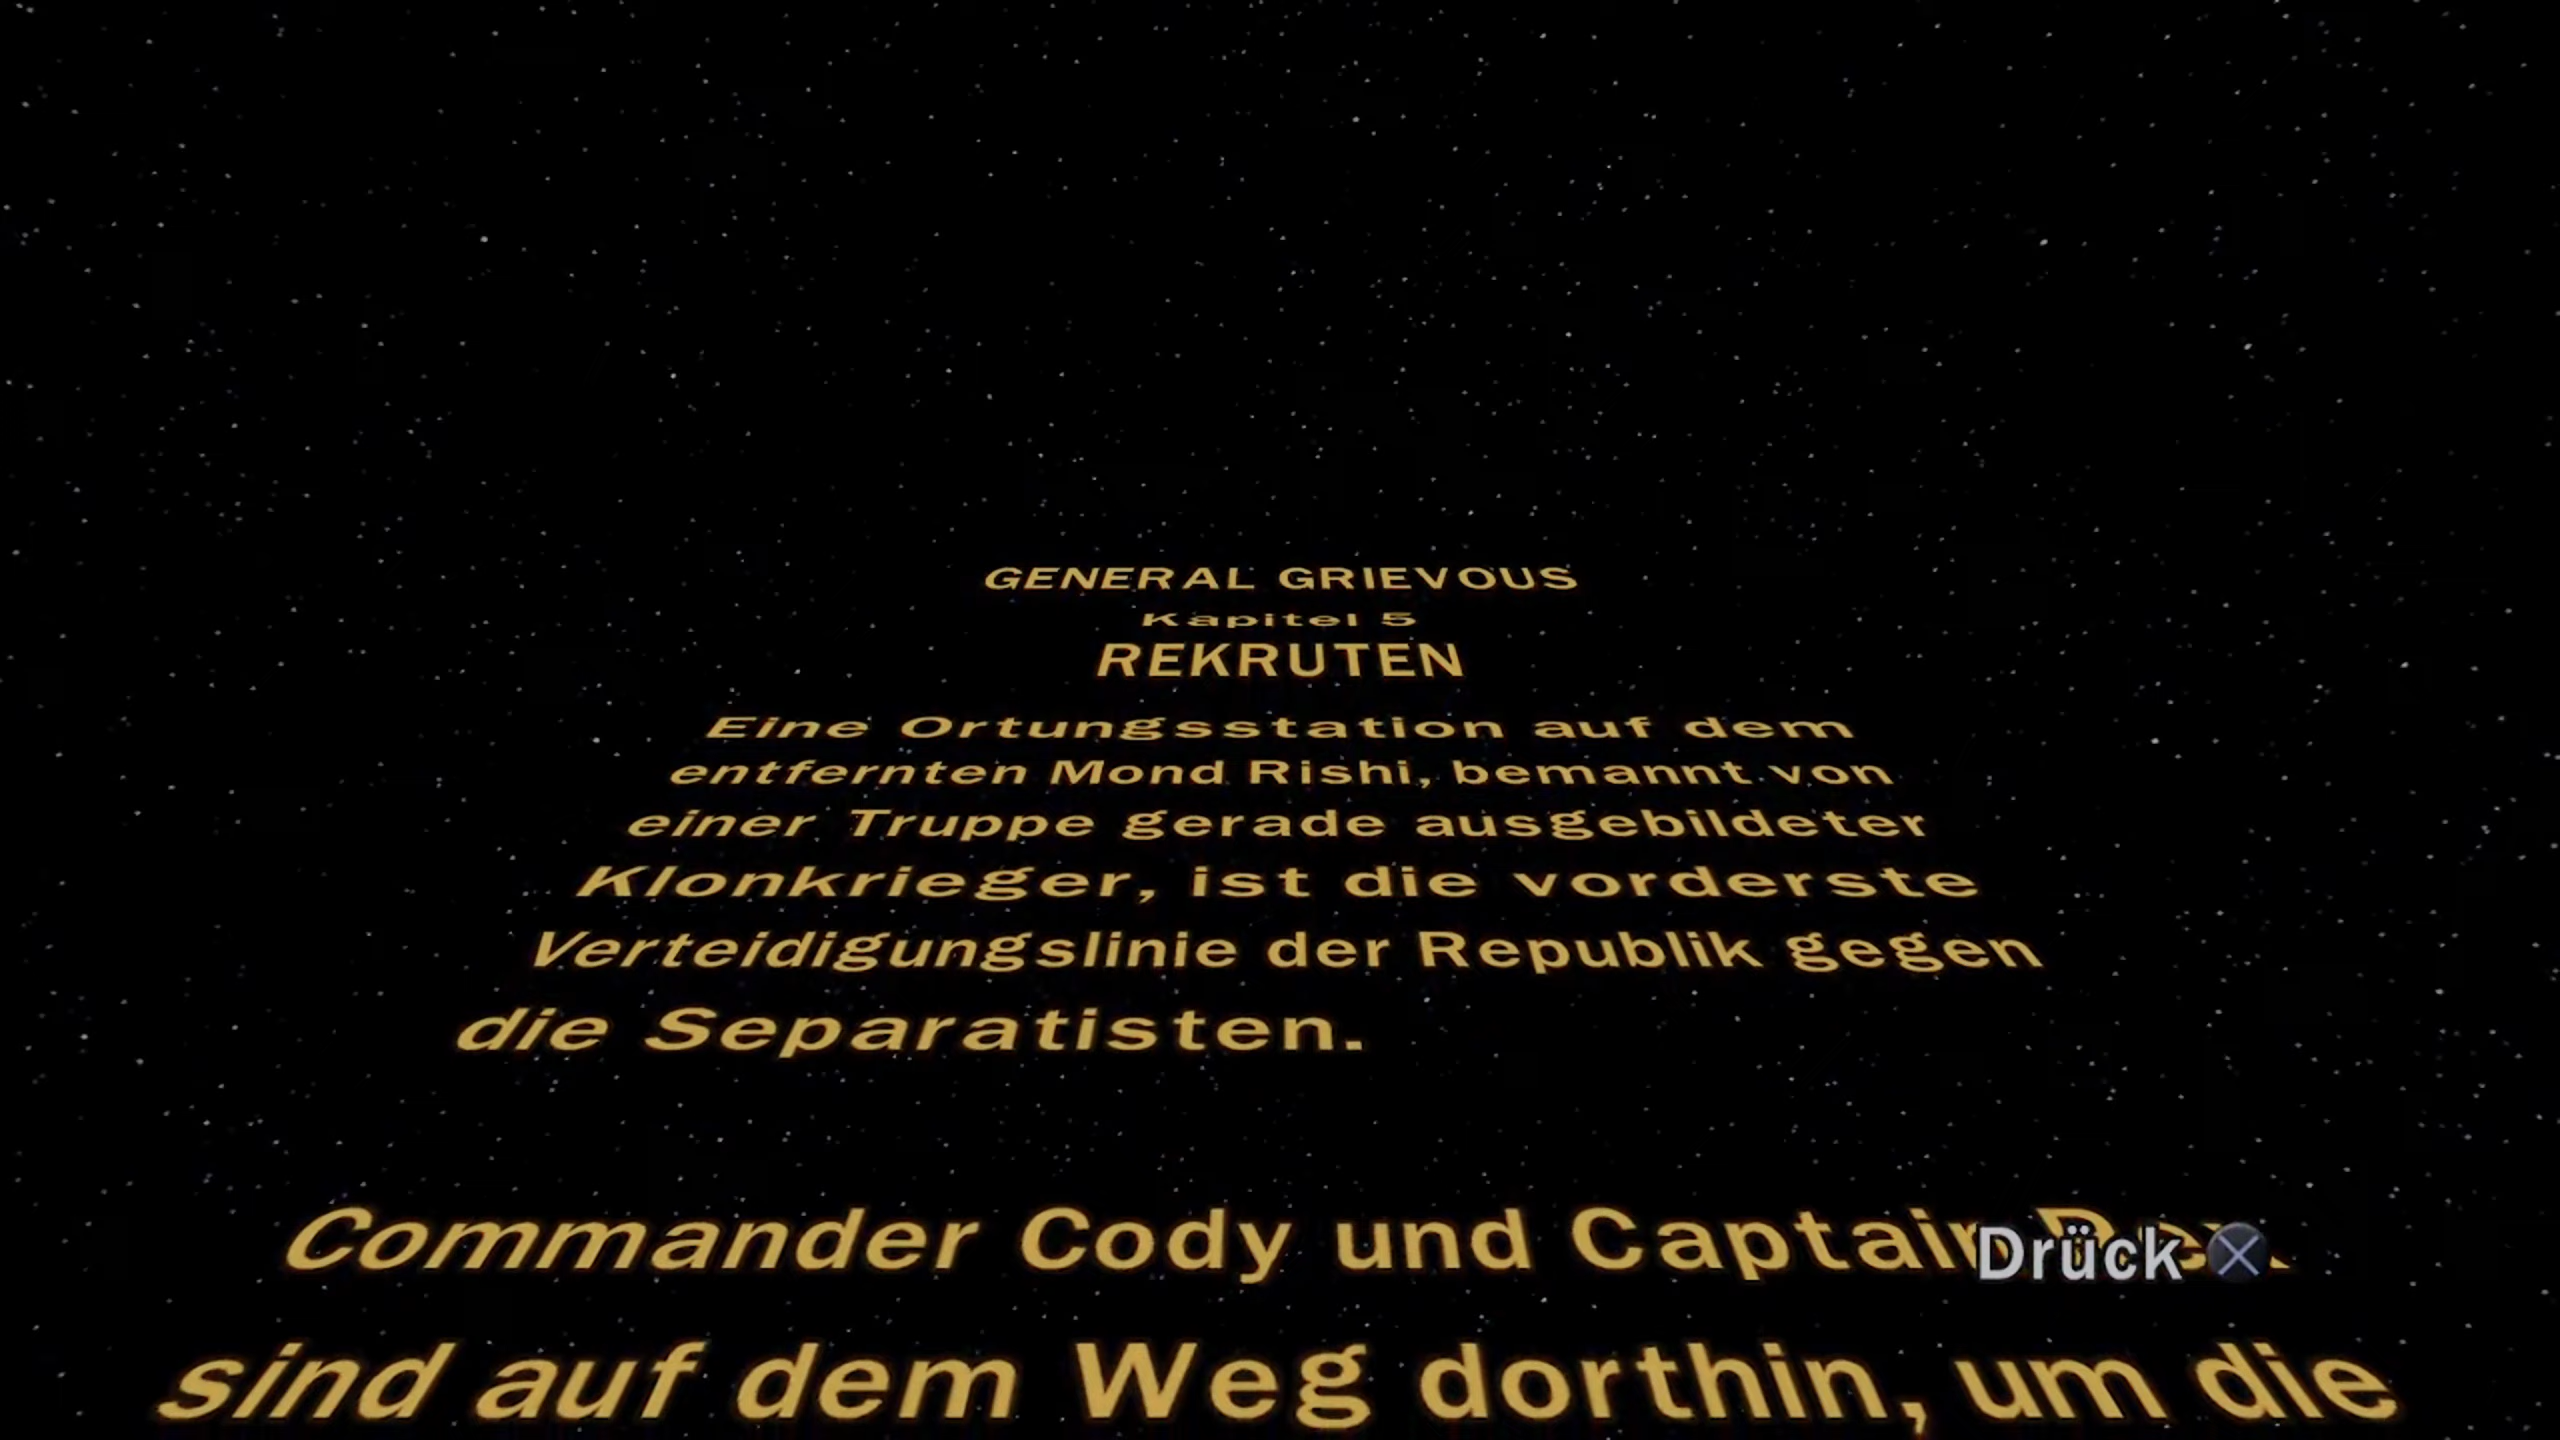 GENERAL GRIEVOUS
Kapitel 5
REKRUTEN
Eine Ortungsstation auf dem
entfernten Mond Rishi, bemannt von
einer Truppe gerade ausgebildeter
Klonkrieger, ist die vorderste
Verteidigungslinie der Republik gegen
die Separatisten.
Commander Cody und Captain
Drück
sind auf dem Weg dorthin, um die